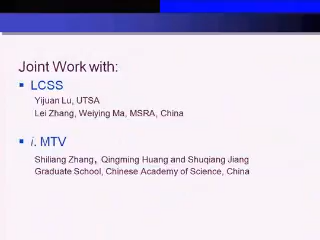 Joint Work with:
LCSS
Yijuan Lu, UTSA
Lei Zhang, Weiying Ma, MSRA, China
i. MTV
Shiliang Zhang, Qingming Huang and Shuqiang Jiang
Graduate School, Chinese Academy of Science, China